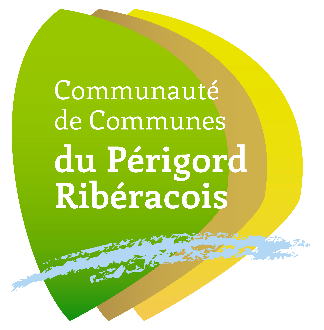 Communauté
de Communes
du Périgord
Ribéracois